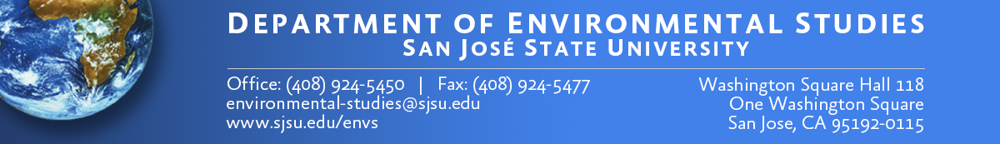 DEPARTMENT OF ENVIRONMENTAL STUDIES
SAN JOSÉ STATE UNIVERSITY
Office: (408) 924-5450 | Fax: (408) 924-5477
environmental-studies@sjsu.edu
www.sjsu.edu/envs
Washington Square Hall 118
One Washington Square
San Jose, CA 95192-0115